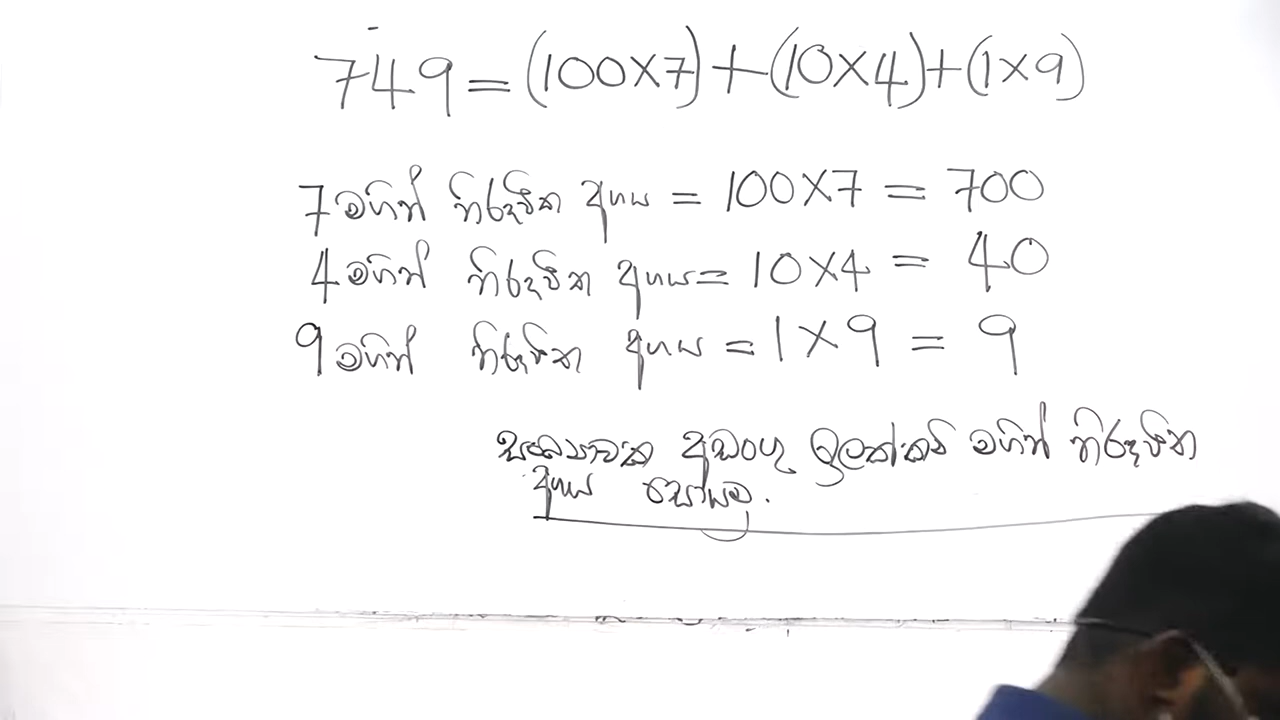 749 = (100×7) + (10×4) + (1×9)
7 මගින් නිරූපිත අගය = 100×7 = 700
4 මගින් නිරූපිත අගය = 10×4 = 40
9 මගින් නිරූපිත අගය = 1×9 = 9
සංඛ්‍යාවක අඩංගු ඉලක්කම් මගින් නිරූපිත
අගය සොයමු.